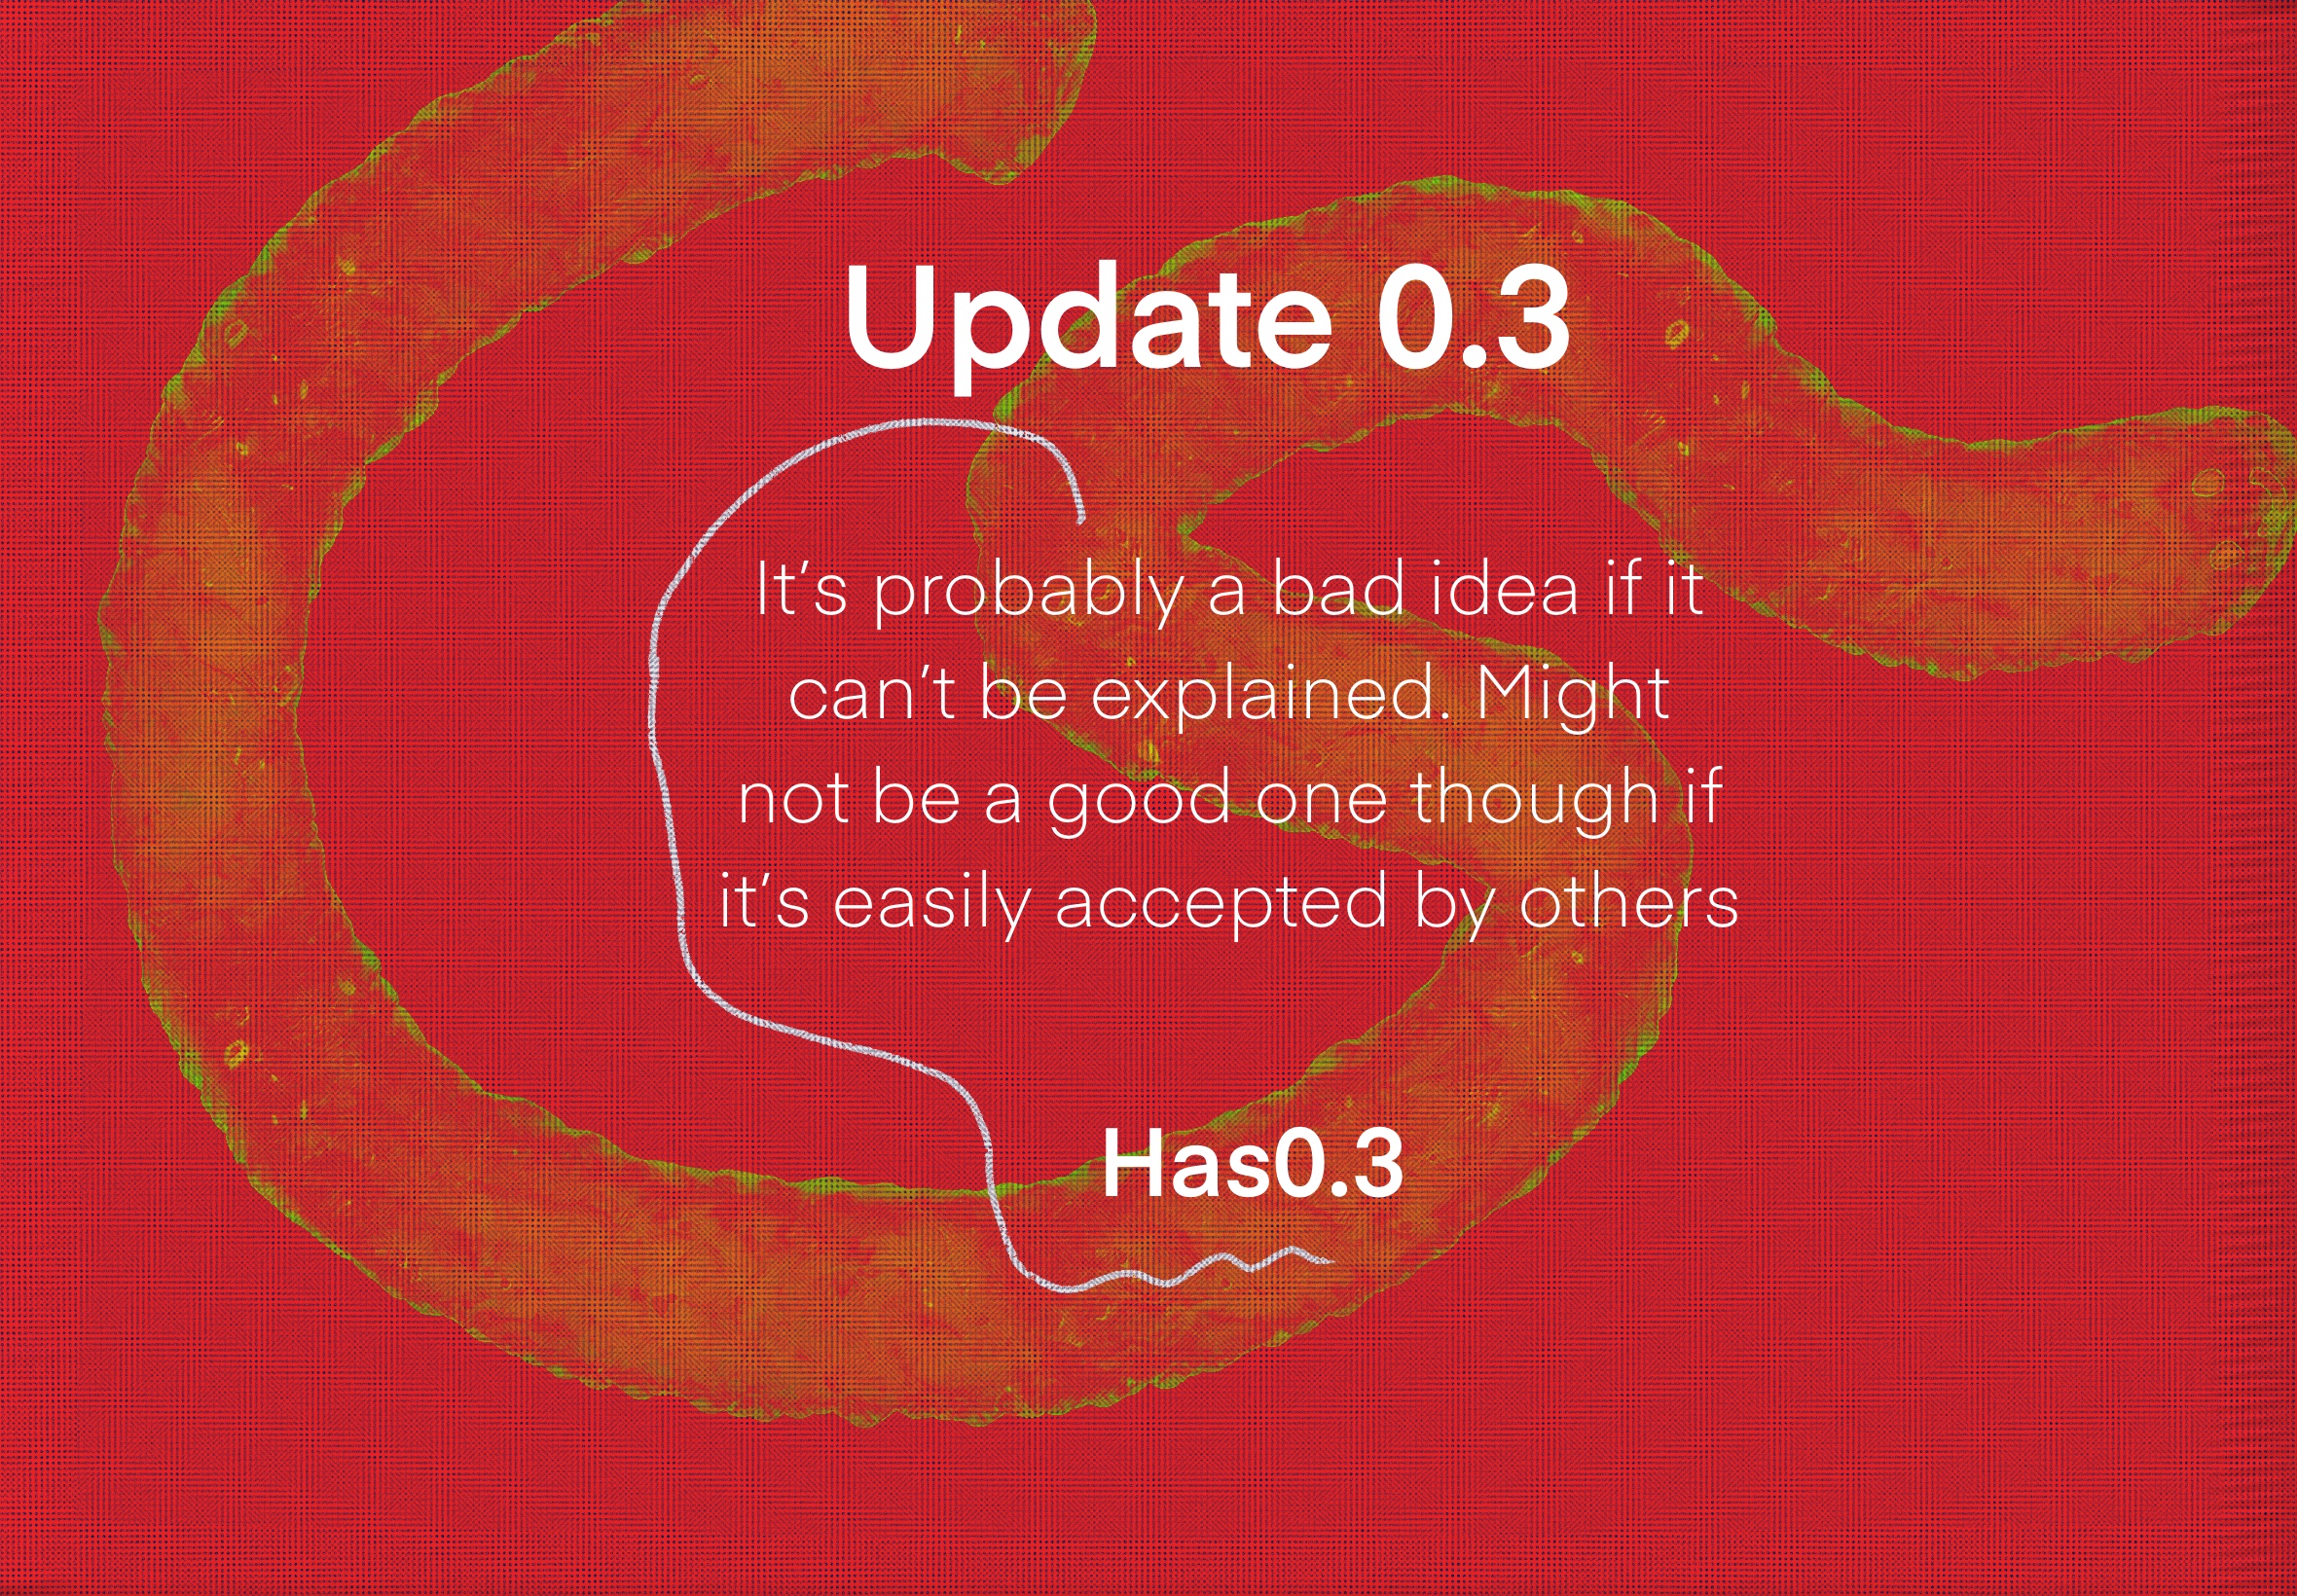 Update 0.3
It’s probably a bad idea if it
can’t be explained. Might
not be a good one though if
it’s easily accepted by others
Has0.3